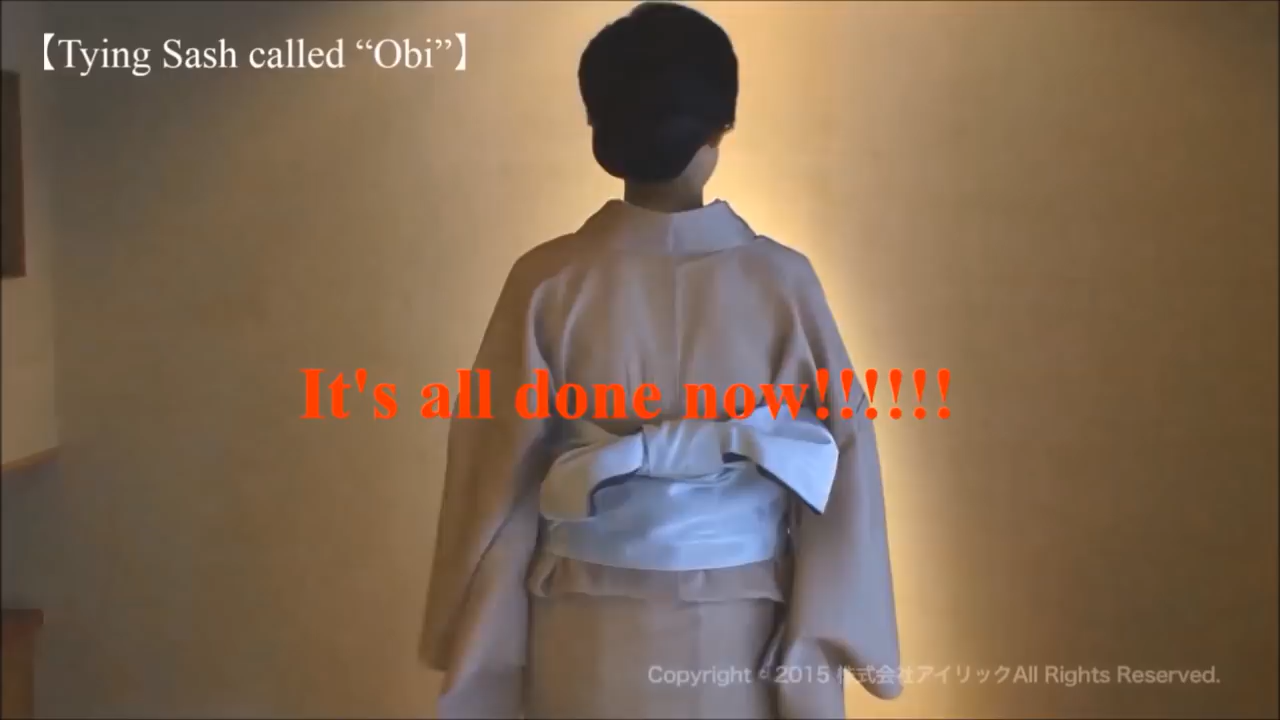 【Tying Sash called “Obi”】
It's all done now!!!!!!
Copyright © 2015 株式会社アイリックAll Rights Reserved.